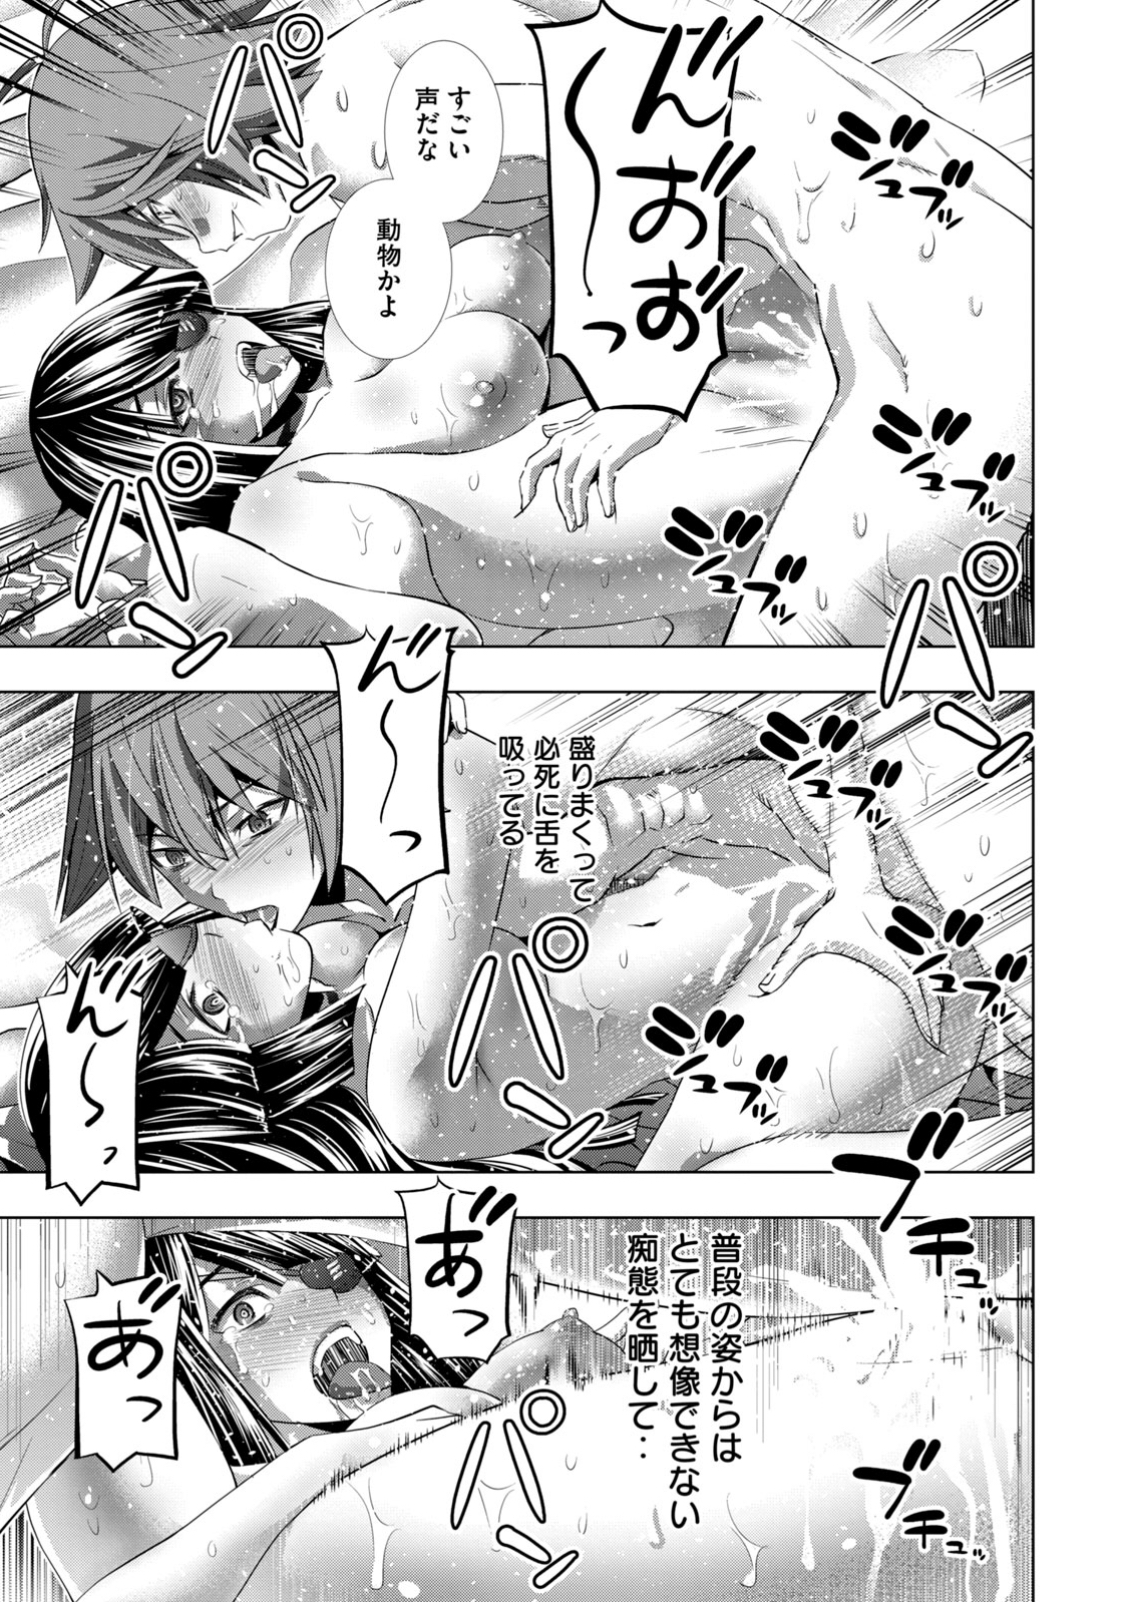 すごい
声だな
動物かよ
んおお～っ
ジュブッ
ジュブッ
ジュブッ
ジュブッ
パンッ
パンッ
パンッ
ん～っ
盛りまくって
必死に舌を
吸ってる
ん～っ
ジュブッ
ジュブッ
ジュブッ
パンッ
ブチュッ
あっ
普段の姿からは
とても想像できない
痴態を晒して‥
あっ
パンッ
ブチュッ